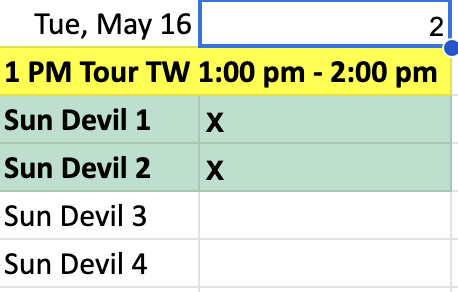 Tue, May 16 2
1 PM Tour TW 1:00 pm - 2:00 pm
Sun Devil 1 X
Sun Devil 2 X
Sun Devil 3
Sun Devil 4